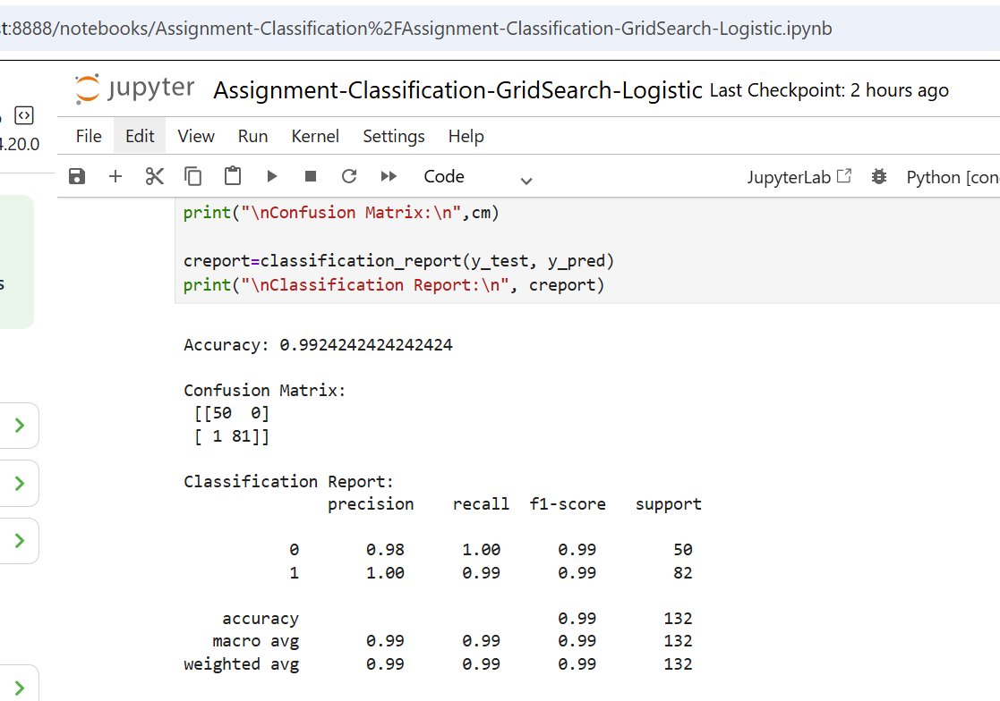 t:8888/notebooks/Assignment-Classification%2FAssignment-Classification-GridSearch-Logistic.ipynb
jupyter Assignment-Classification-GridSearch-Logistic Last Checkpoint: 2 hours ago
File Edit View Run Kernel Settings Help
.20.0
Code JupyterLab Python [con
print("\nConfusion Matrix:\n",cm)
creport=classification_report(y_test, y_pred)
print("\nClassification Report:\n", creport)
s
Accuracy: 0.9924242424242424
Confusion Matrix:
[[50  0]
[ 1 81]]
Classification Report:
precision    recall  f1-score   support
0       0.98      1.00      0.99        50
1       1.00      0.99      0.99        82
accuracy                           0.99       132
macro avg       0.99      0.99      0.99       132
weighted avg       0.99      0.99      0.99       132